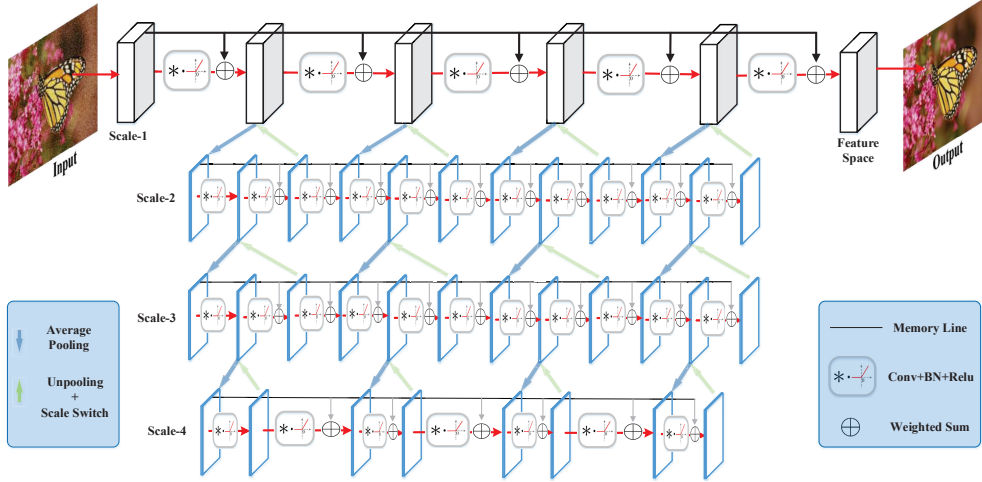 Scale-1
Input
Feature
Space
Output
Scale-2
Scale-3
Average
Pooling
Unpooling
+
Scale Switch
Memory Line
Conv+BN+Relu
Weighted Sum
Scale-4